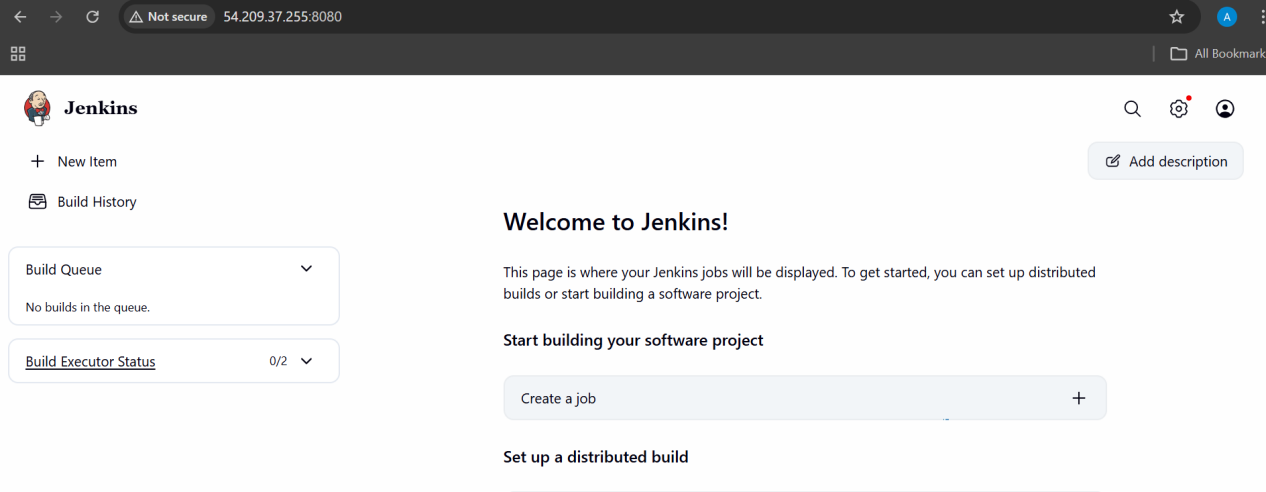 Not secure 54.209.37.255:8080
A
All Bookmark
Jenkins
New Item
Add description
Build History
Welcome to Jenkins!
Build Queue
This page is where your Jenkins jobs will be displayed. To get started, you can set up distributed
builds or start building a software project.
No builds in the queue.
Start building your software project
Build Executor Status 0/2
Create a job
Set up a distributed build